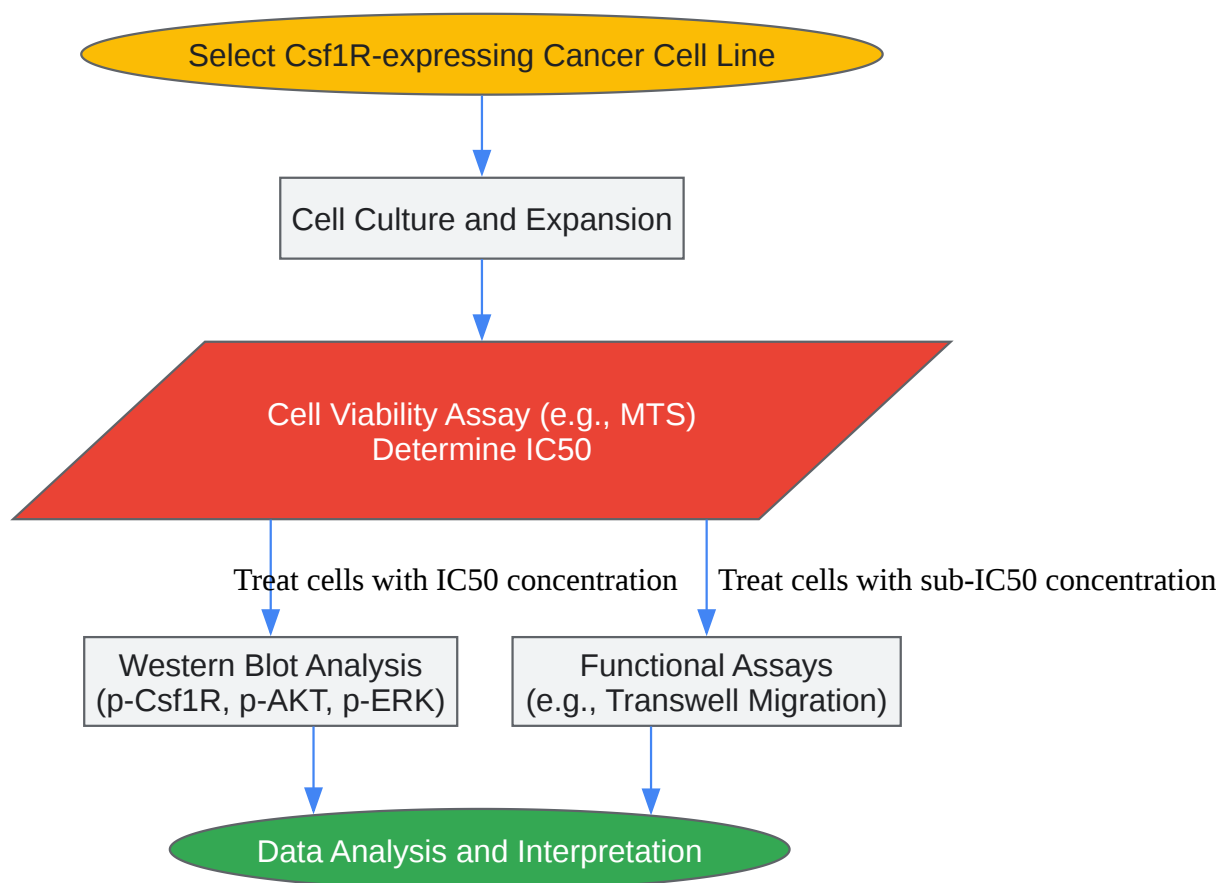 Select Csf1R-expressing Cancer Cell Line
Cell Culture and Expansion
Cell Viability Assay (e.g., MTS)
Determine IC50
Treat cells with IC50 concentration
Treat cells with sub-IC50 concentration
Western Blot Analysis
(p-Csf1R, p-AKT, p-ERK)
Functional Assays
(e.g., Transwell Migration)
Data Analysis and Interpretation